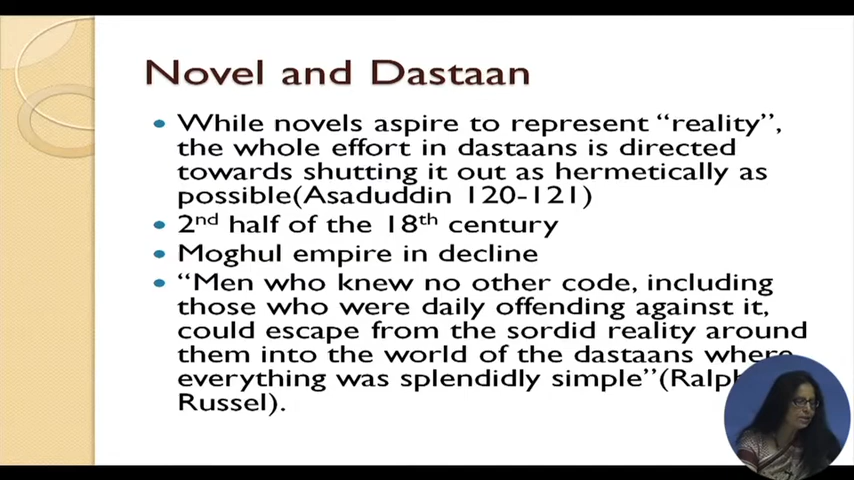 Novel and Dastaan
While novels aspire to represent “reality”,
the whole effort in dastaans is directed
towards shutting it out as hermetically as
possible(Asaduddin 120-121)
2nd half of the 18th century
Moghul empire in decline
“Men who knew no other code, including
those who were daily offending against it,
could escape from the sordid reality around
them into the world of the dastaans where
everything was splendidly simple”(Ralph
Russel).